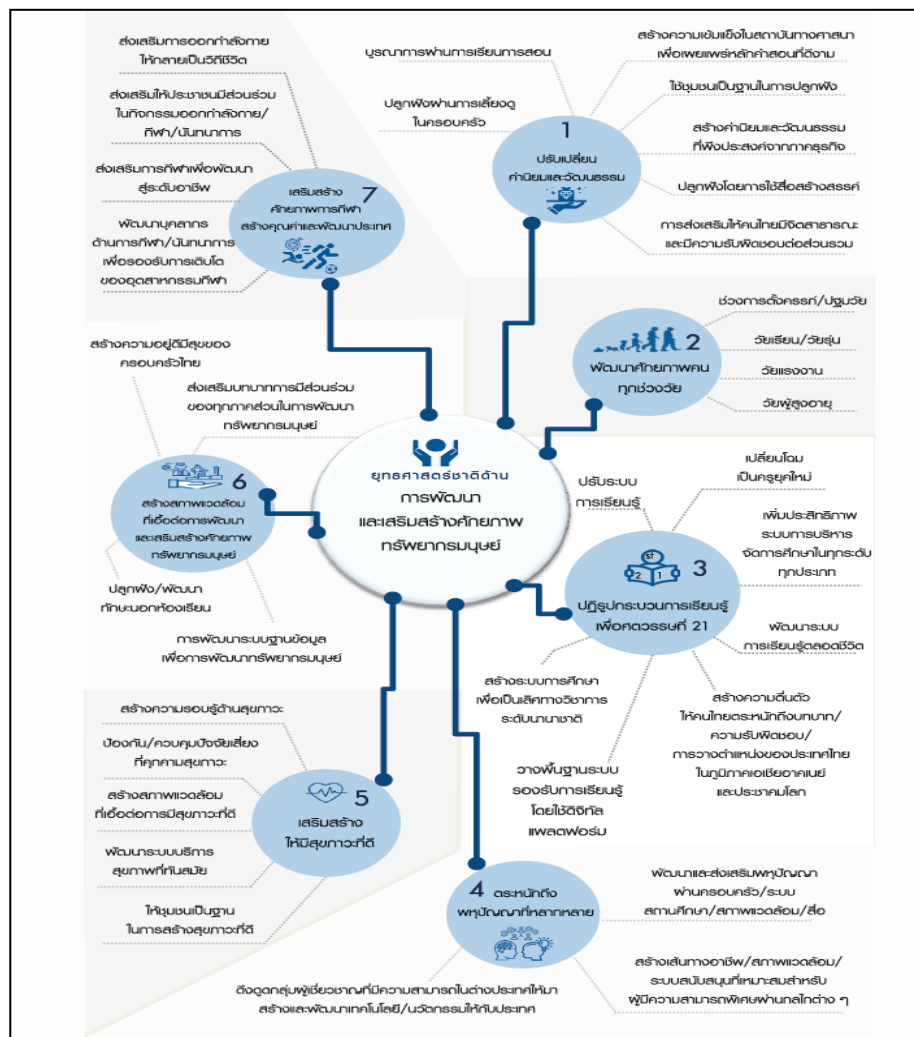 ยุทธศาสตร์ชาติด้าน
การพัฒนา
และเสริมสร้างศักยภาพ
ทรัพยากรมนุษย์
1
ปรับเปลี่ยน
ค่านิยมและวัฒนธรรม
ปลูกฝังผ่านการเลี้ยงดู
ในครอบครัว
บูรณาการผ่านการเรียนการสอน
สร้างความเข้มแข็งในสถาบันทางศาสนา
เพื่อเผยแพร่หลักคำสอนที่ดีงาม
ใช้ชุมชนเป็นฐานในการปลูกฝัง
สร้างค่านิยมและวัฒนธรรม
ที่พึงประสงค์จากภาคธุรกิจ
ปลูกฝังโดยการใช้สื่อสร้างสรรค์
การส่งเสริมให้คนไทยมีจิตสาธารณะ
และมีความรับผิดชอบต่อส่วนรวม
2
พัฒนาศักยภาพคน
ทุกช่วงวัย
ช่วงการตั้งครรภ์/ปฐมวัย
วัยเรียน/วัยรุ่น
วัยแรงงาน
วัยผู้สูงอายุ
3
ST
2 1
ปฏิรูปกระบวนการเรียนรู้
เพื่อศตวรรษที่ 21
ปรับระบบ
การเรียนรู้
เปลี่ยนโฉม
เป็นครูยุคใหม่
เพิ่มประสิทธิภาพ
ระบบการบริหาร
จัดการศึกษาในทุกระดับ
ทุกประเภท
พัฒนาระบบ
การเรียนรู้ตลอดชีวิต
สร้างความตื่นตัว
ให้คนไทยตระหนักถึงบทบาท/
ความรับผิดชอบ/
การวางตำแหน่งของประเทศไทย
ในภูมิภาคเอเชียอาคเนย์
และประชาคมโลก
วางพื้นฐานระบบ
รองรับการเรียนรู้
โดยใช้ดิจิทัล
แพลตฟอร์ม
สร้างระบบการศึกษา
เพื่อเป็นเลิศทางวิชาการ
ระดับนานาชาติ
4 ตระหนักถึง
พหุปัญญาที่หลากหลาย
พัฒนาและส่งเสริมพหุปัญญา
ผ่านครอบครัว/ระบบ
สถานศึกษา/สภาพแวดล้อม/สื่อ
สร้างเส้นทางอาชีพ/สภาพแวดล้อม/
ระบบสนับสนุนที่เหมาะสมสำหรับ
ผู้มีความสามารถพิเศษผ่านกลไกต่าง ๆ
ดึงดูดกลุ่มผู้เชี่ยวชาญที่มีความสามารถในต่างประเทศให้มา
สร้างและพัฒนาเทคโนโลยี/นวัตกรรมให้กับประเทศ
5
เสริมสร้าง
ให้มีสุขภาวะที่ดี
สร้างความรอบรู้ด้านสุขภาวะ
ป้องกัน/ควบคุมปัจจัยเสี่ยง
ที่คุกคามสุขภาวะ
สร้างสภาพแวดล้อม
ที่เอื้อต่อการมีสุขภาวะที่ดี
พัฒนาระบบบริการ
สุขภาพที่ทันสมัย
ให้ชุมชนเป็นฐาน
ในการสร้างสุขภาวะที่ดี
6
สร้างสภาพแวดล้อม
ที่เอื้อต่อการพัฒนา
และเสริมสร้างศักยภาพ
ทรัพยากรมนุษย์
สร้างความอยู่ดีมีสุขของ
ครอบครัวไทย
ส่งเสริมบทบาทการมีส่วนร่วม
ของทุกภาคส่วนในการพัฒนา
ทรัพยากรมนุษย์
ปลูกฝัง/พัฒนา
ทักษะนอกห้องเรียน
การพัฒนาระบบฐานข้อมูล
เพื่อการพัฒนาทรัพยากรมนุษย์
7
เสริมสร้าง
ศักยภาพการกีฬา
สร้างคุณค่าและพัฒนาประเทศ
ส่งเสริมการออกกำลังกาย
ให้กลายเป็นวิถีชีวิต
ส่งเสริมให้ประชาชนมีส่วนร่วม
ในกิจกรรมออกกำลังกาย/
กีฬา/นันทนาการ
ส่งเสริมการกีฬาเพื่อพัฒนา
สู่ระดับอาชีพ
พัฒนาบุคลากร
ด้านการกีฬา/นันทนาการ
เพื่อรองรับการเติบโต
ของอุตสาหกรรมกีฬา